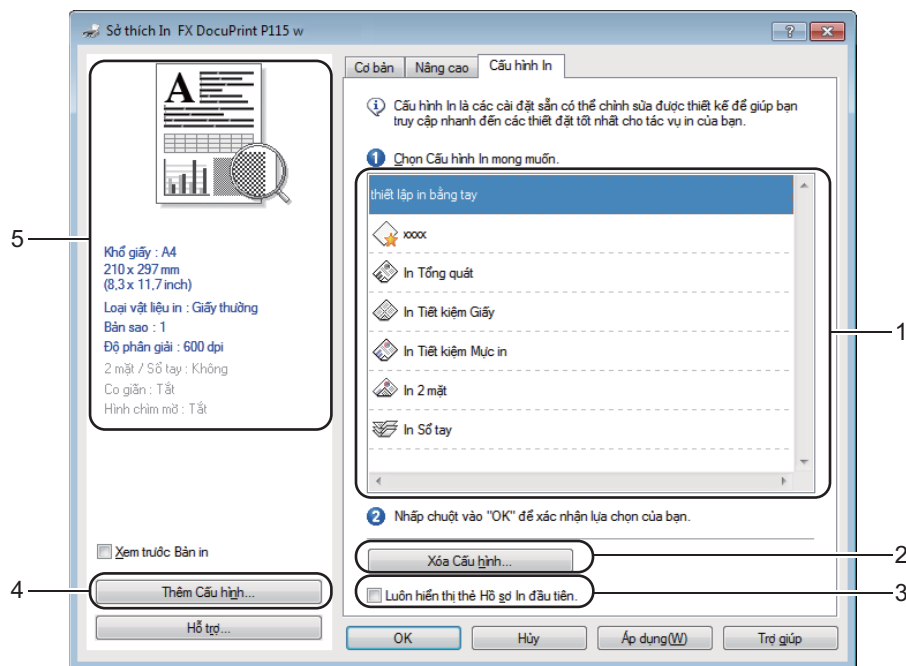 Sở thích In FX DocuPrint P115 w
Cơ bản Nâng cao Cấu hình In
Cấu hình In là các cài đặt sẵn có thể chỉnh sửa được thiết kế để giúp bạn
truy cập nhanh đến các thiết đặt tốt nhất cho tác vụ in của bạn.
1 Chọn Cấu hình In mong muốn.
thiết lập in bằng tay
xxxx
In Tổng quát
In Tiết kiệm Giấy
In Tiết kiệm Mực in
In 2 mặt
In Sổ tay
1
2 Nhấp chuột vào "OK" để xác nhận lựa chọn của bạn.
Xóa Cấu hình...
2
Luôn hiển thị thẻ Hồ sơ In đầu tiên.
3
A
5
Khổ giấy : A4
210 x 297 mm
(8,3 x 11,7 inch)
Loại vật liệu in : Giấy thường
Bản sao : 1
Độ phân giải : 600 dpi
2 mặt / Sổ tay : Không
Co giãn : Tắt
Hình chìm mờ : Tắt
Xem trước Bản in
4
Thêm Cấu hình...
Hỗ trợ...
OK Hủy Áp dụng(W) Trợ giúp